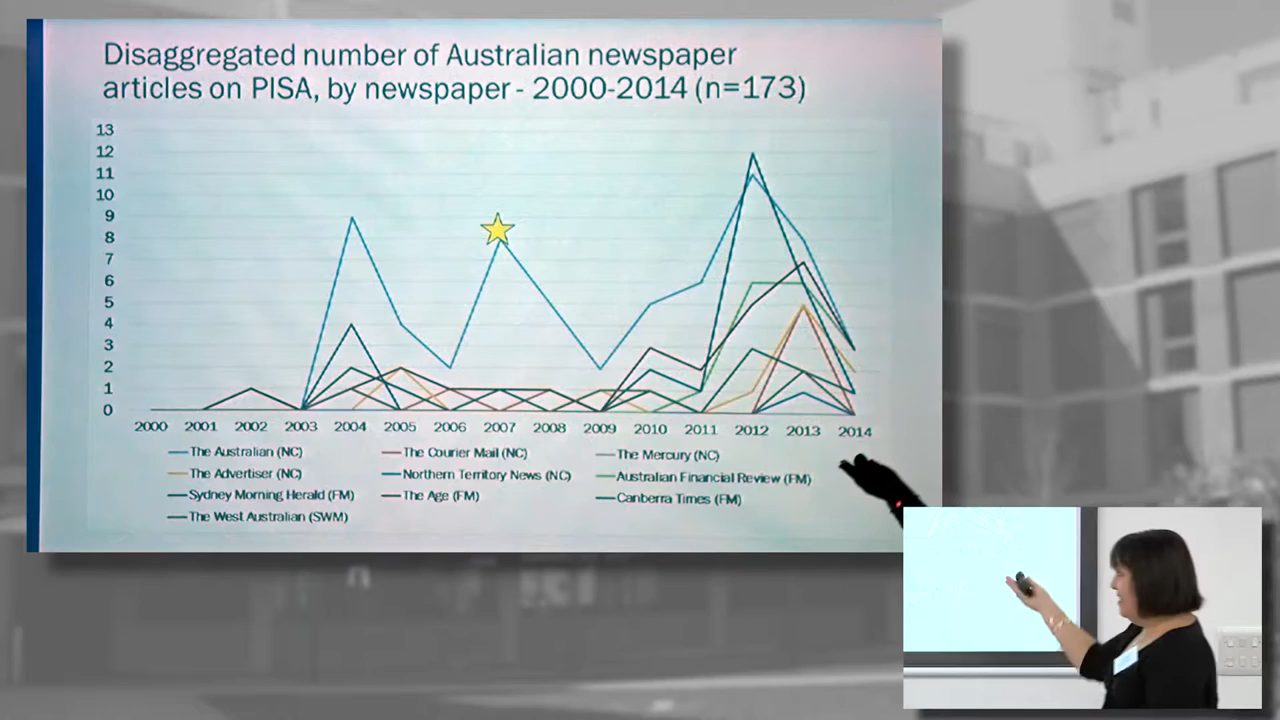 Disaggregated number of Australian newspaper
articles on PISA, by newspaper - 2000-2014 (n=173)
13
12
11
10
9
8
7
6
5
4
3
2
1
0
2000 2001 2002 2003 2004 2005 2006 2007 2008 2009 2010 2011 2012 2013 2014
The Australian (NC) The Courier Mail (NC) The Mercury (NC)
The Advertiser (NC) Northern Territory News (NC) Australian Financial Review (FM)
Sydney Morning Herald (FM) The Age (FM) Canberra Times (FM)
The West Australian (SWM)